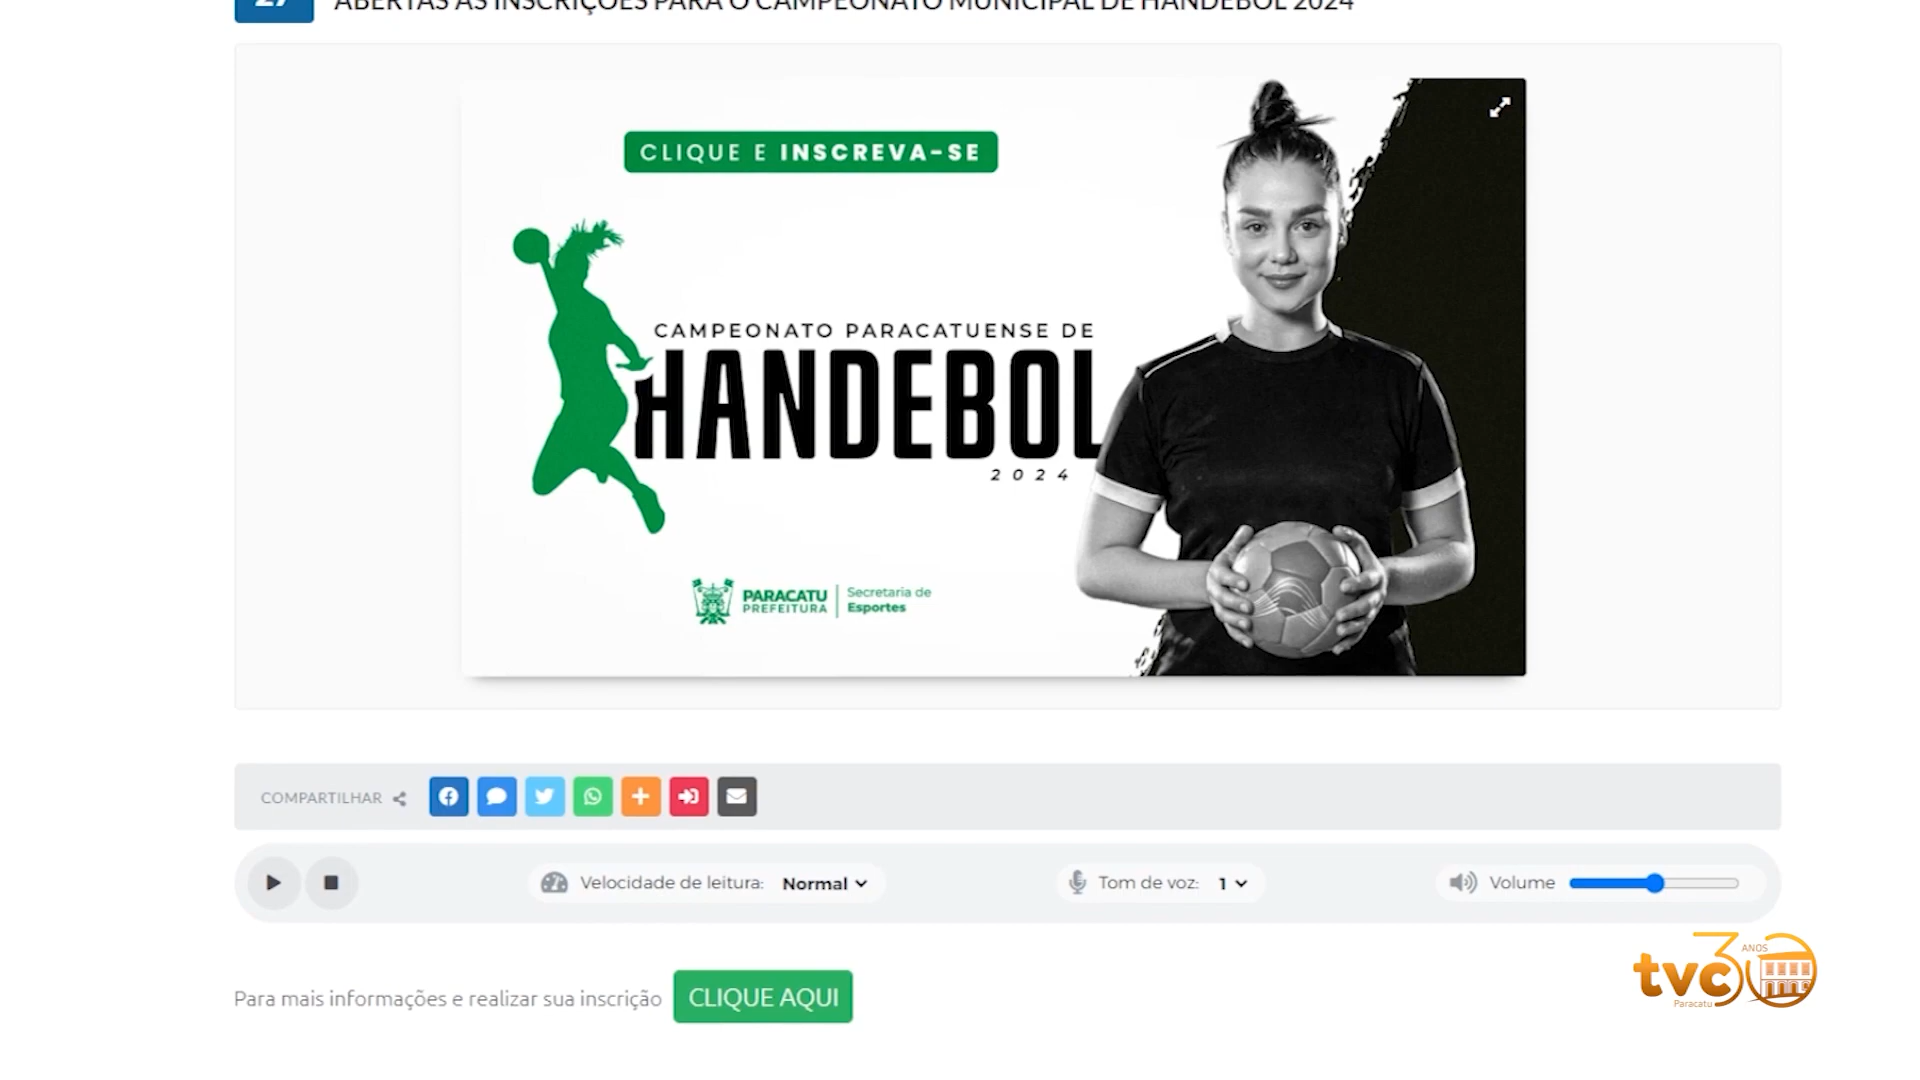 27 ABERTAS AS INSCRIÇÕES PARA O CAMPEONATO MUNICIPAL DE HANDEBOL 2024
CLIQUE E INSCREVA-SE
CAMPEONATO PARACATUENSE DE
HANDEBOL
2024
PARACATU
PREFEITURA
Secretaria de
Esportes
COMPARTILHAR
Velocidade de leitura: Normal
Tom de voz: 1
Volume
Para mais informações e realizar sua inscrição CLIQUE AQUI
tvc 30 ANOS
Paracatu